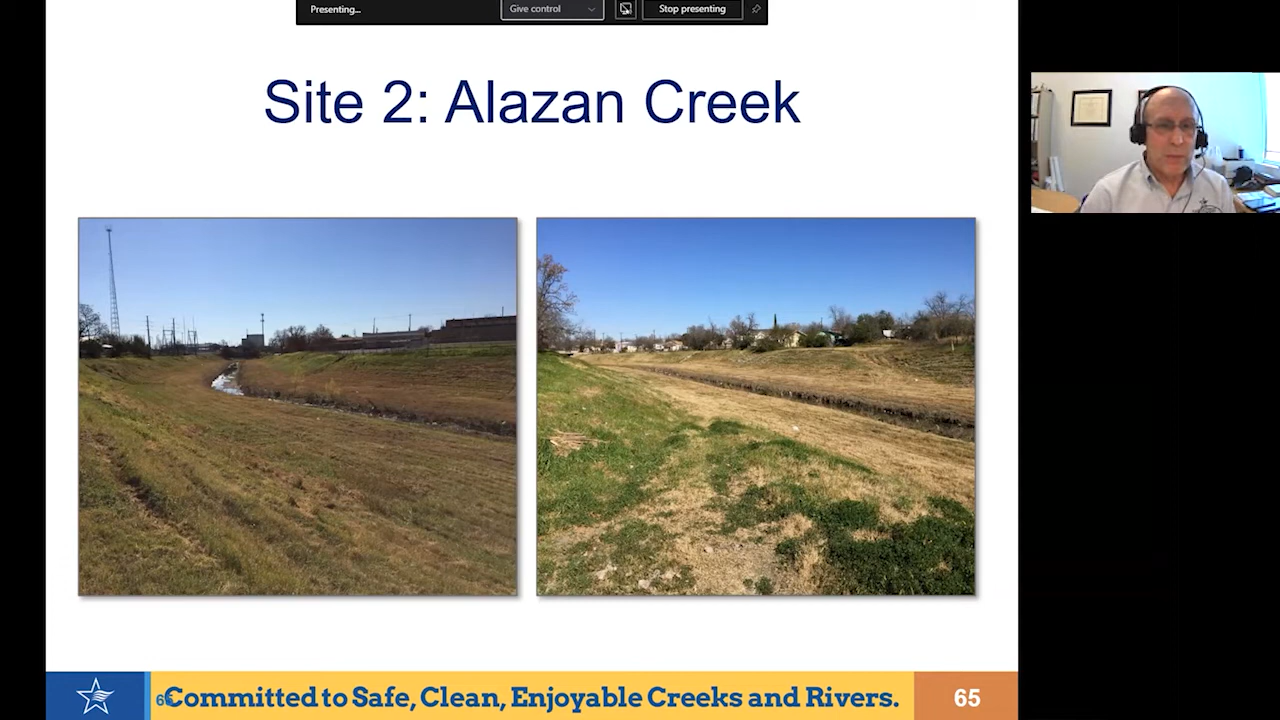 Presenting...
Give control
Stop presenting
Site 2: Alazan Creek
Committed to Safe, Clean, Enjoyable Creeks and Rivers.
65